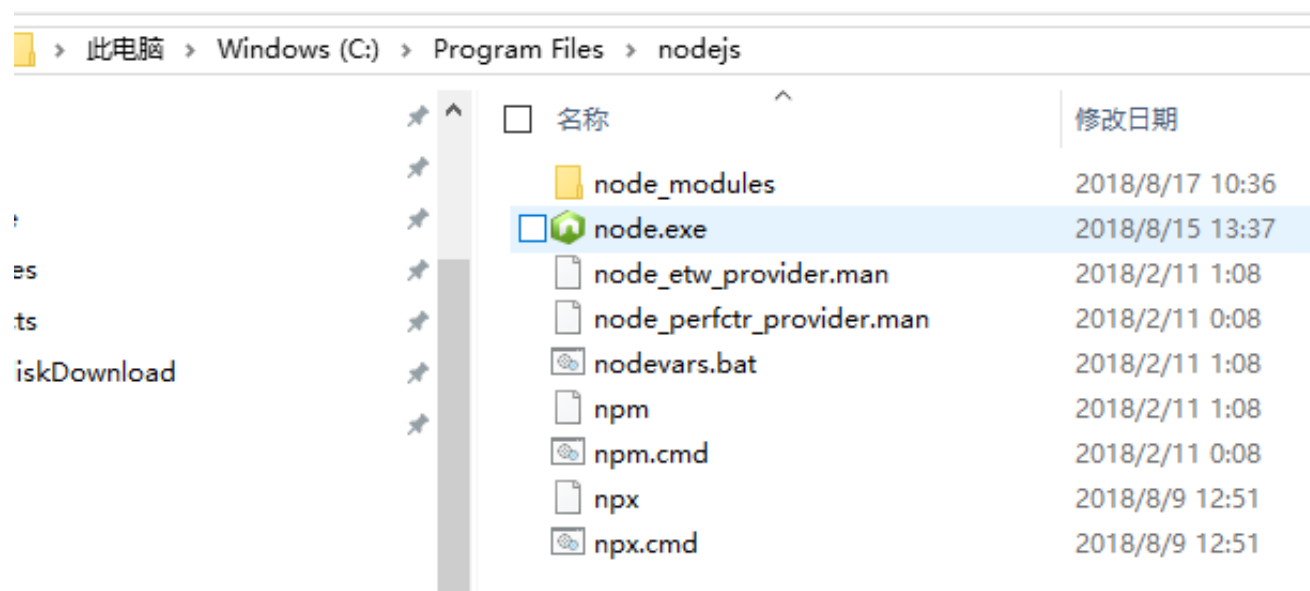 此电脑 > Windows (C:) > Program Files > nodejs
名称 修改日期
node_modules 2018/8/17 10:36
node.exe 2018/8/15 13:37
node_etw_provider.man 2018/2/11 1:08
es
node_perfctr_provider.man 2018/2/11 0:08
ts
nodevars.bat 2018/2/11 1:08
iskDownload
npm 2018/2/11 1:08
npm.cmd 2018/2/11 0:08
npx 2018/8/9 12:51
npx.cmd 2018/8/9 12:51